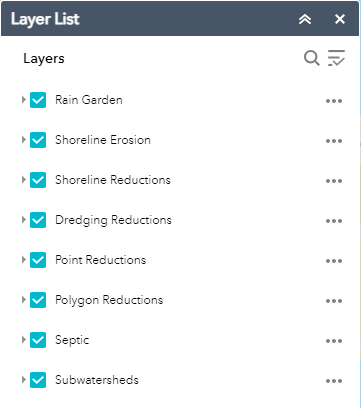 Layer List
Layers
Rain Garden
Shoreline Erosion
Shoreline Reductions
Dredging Reductions
Point Reductions
Polygon Reductions
Septic
Subwatersheds